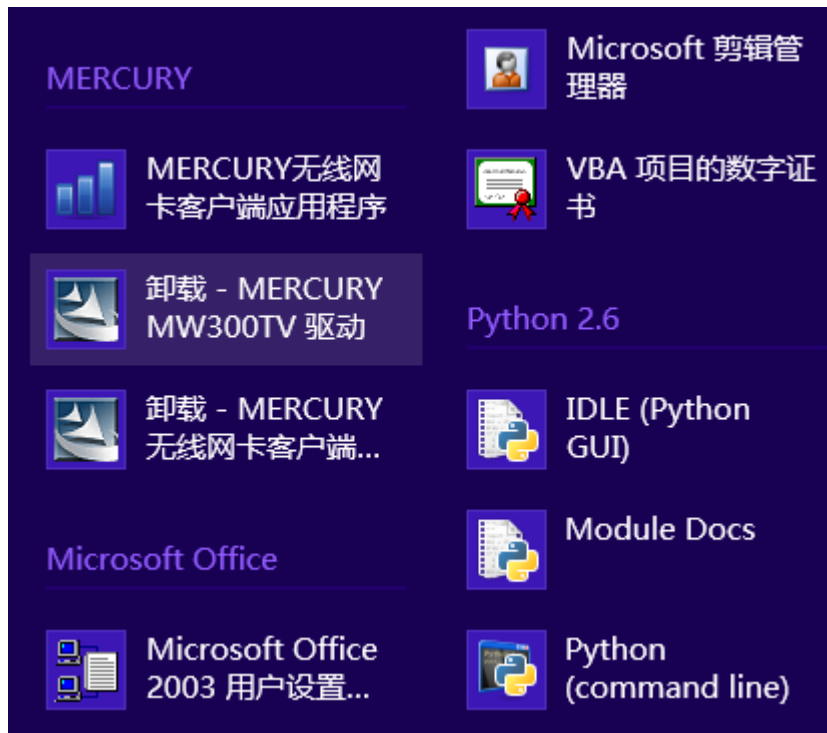 MERCURY
MERCURY无线网
卡客户端应用程序
卸载 - MERCURY
MW300TV 驱动
卸载 - MERCURY
无线网卡客户端...
Microsoft Office
Microsoft Office
2003 用户设置...
Microsoft 剪辑管
理器
VBA 项目的数字证
书
Python 2.6
IDLE (Python
GUI)
Module Docs
Python
(command line)